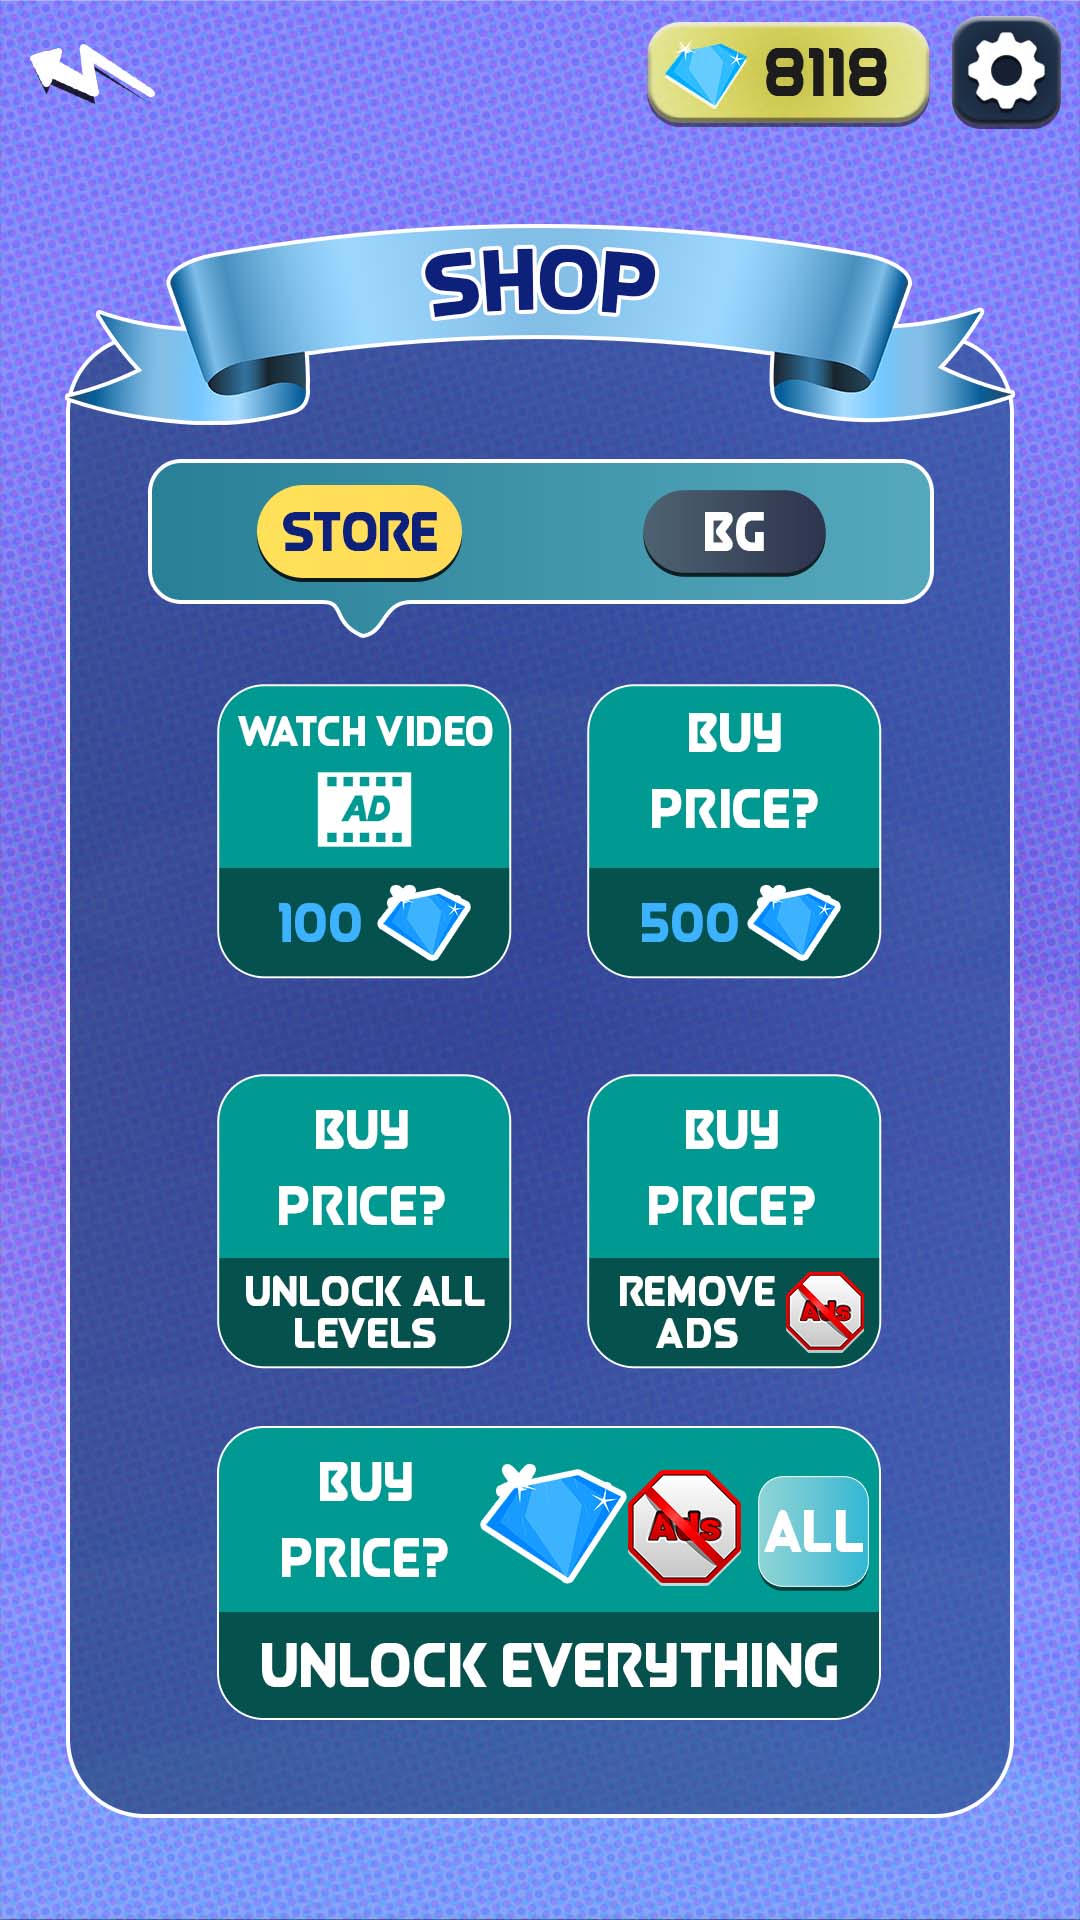 8118
SHOP
STORE
BG
WATCH VIDEO
AD
100
BUY
PRICE?
500
BUY
PRICE?
UNLOCK ALL
LEVELS
BUY
PRICE?
REMOVE
ADS
Ads
BUY
PRICE?
Ads
ALL
UNLOCK EVERYTHING